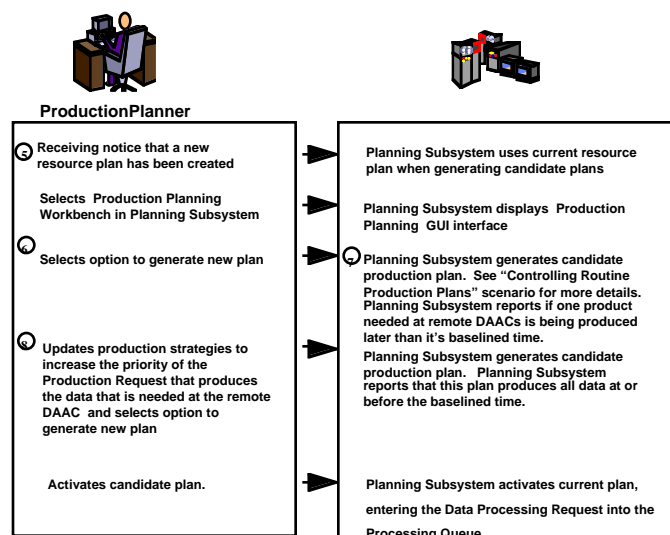 ProductionPlanner
5
Receiving notice that a new
resource plan has been created
Planning Subsystem uses current resource
plan when generating candidate plans
Selects Production Planning
Workbench in Planning Subsystem
Planning Subsystem displays Production
Planning GUI interface
6
Selects option to generate new plan
7
Planning Subsystem generates candidate
production plan. See “Controlling Routine
Production Plans” scenario for more details.
Planning Subsystem reports if one product
needed at remote DAACs is being produced
later than it’s baselined time.
8
Updates production strategies to
increase the priority of the
Production Request that produces
the data that is needed at the remote
DAAC and selects option to
generate new plan
Planning Subsystem generates candidate
production plan. Planning Subsystem
reports that this plan produces all data at or
before the baselined time.
Activates candidate plan.
Planning Subsystem activates current plan,
entering the Data Processing Request into the
Processing Queue